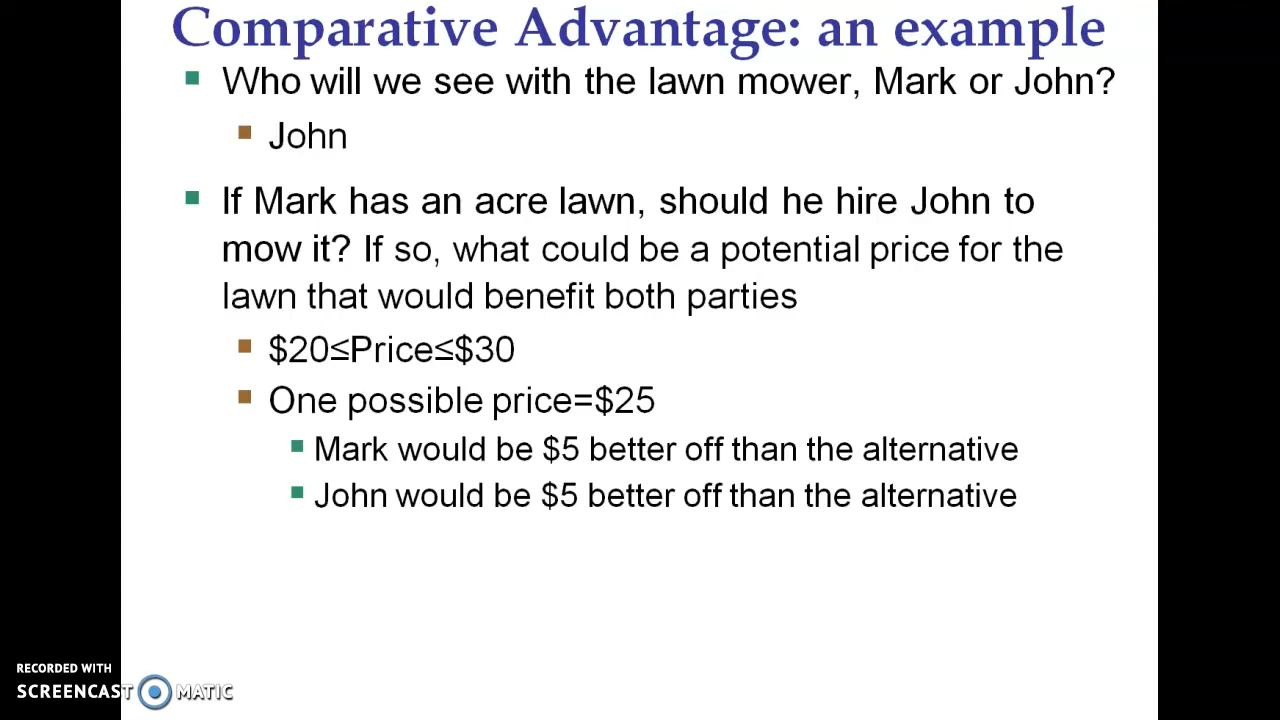 Comparative Advantage: an example
Who will we see with the lawn mower, Mark or John?
John
If Mark has an acre lawn, should he hire John to
mow it? If so, what could be a potential price for the
lawn that would benefit both parties
$20≤Price≤$30
One possible price=$25
Mark would be $5 better off than the alternative
John would be $5 better off than the alternative
RECORDED WITH
SCREENCAST MATIC